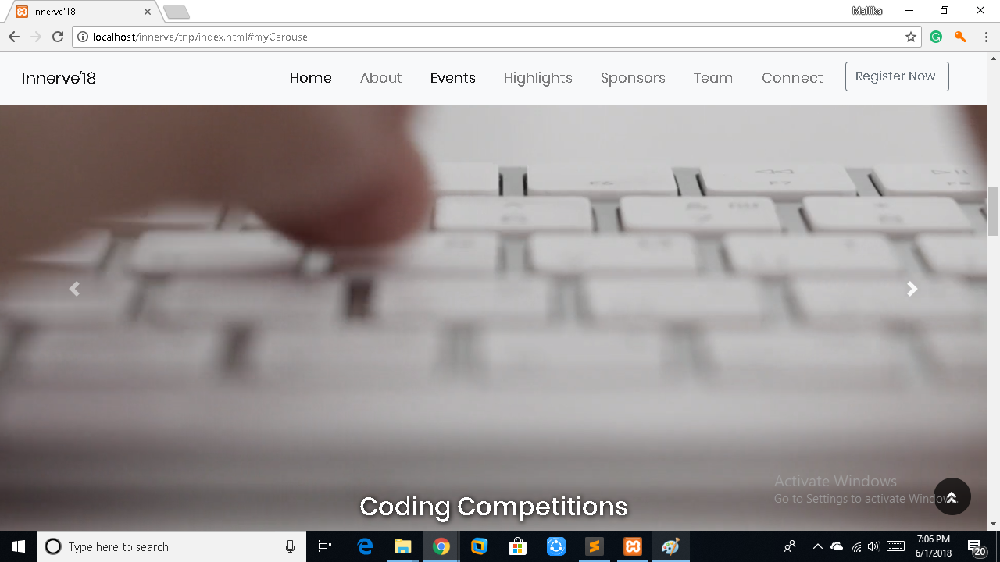 Innerve'18
Mallika
localhost/innerve/tnp/index.html#myCarousel
Innerve'18
Home
About
Events
Highlights
Sponsors
Team
Connect
Register Now!
F6
F7
Coding Competitions
Activate Windows
Go to Settings to activate Windows.
Type here to search
7:06 PM
6/1/2018
20